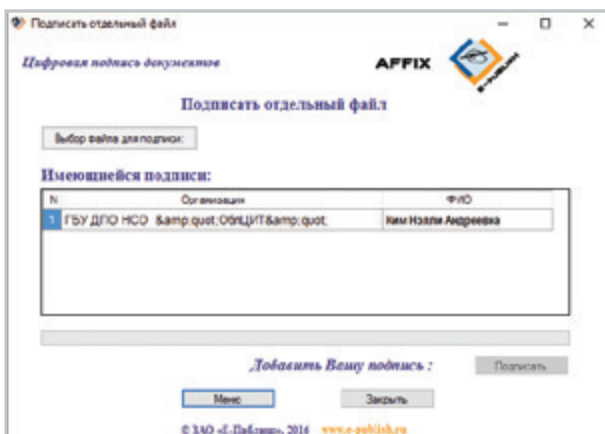 Подписать отдельный файл
Цифровая подпись документов
AFFIX
E-PUBLISH
Подписать отдельный файл
Выбор файла для подписи:
Имеющиейся подписи:
N Организация ФИО
1 ГБУ ДПО НСО &amp;quot;ОблЦИТ&amp;quot; Ким Нэлли Андреевна
Добавить Вашу подпись :
Подписать
Меню Закрыть
© ЗАО «Е-Паблиш», 2016 www.e-publish.ru